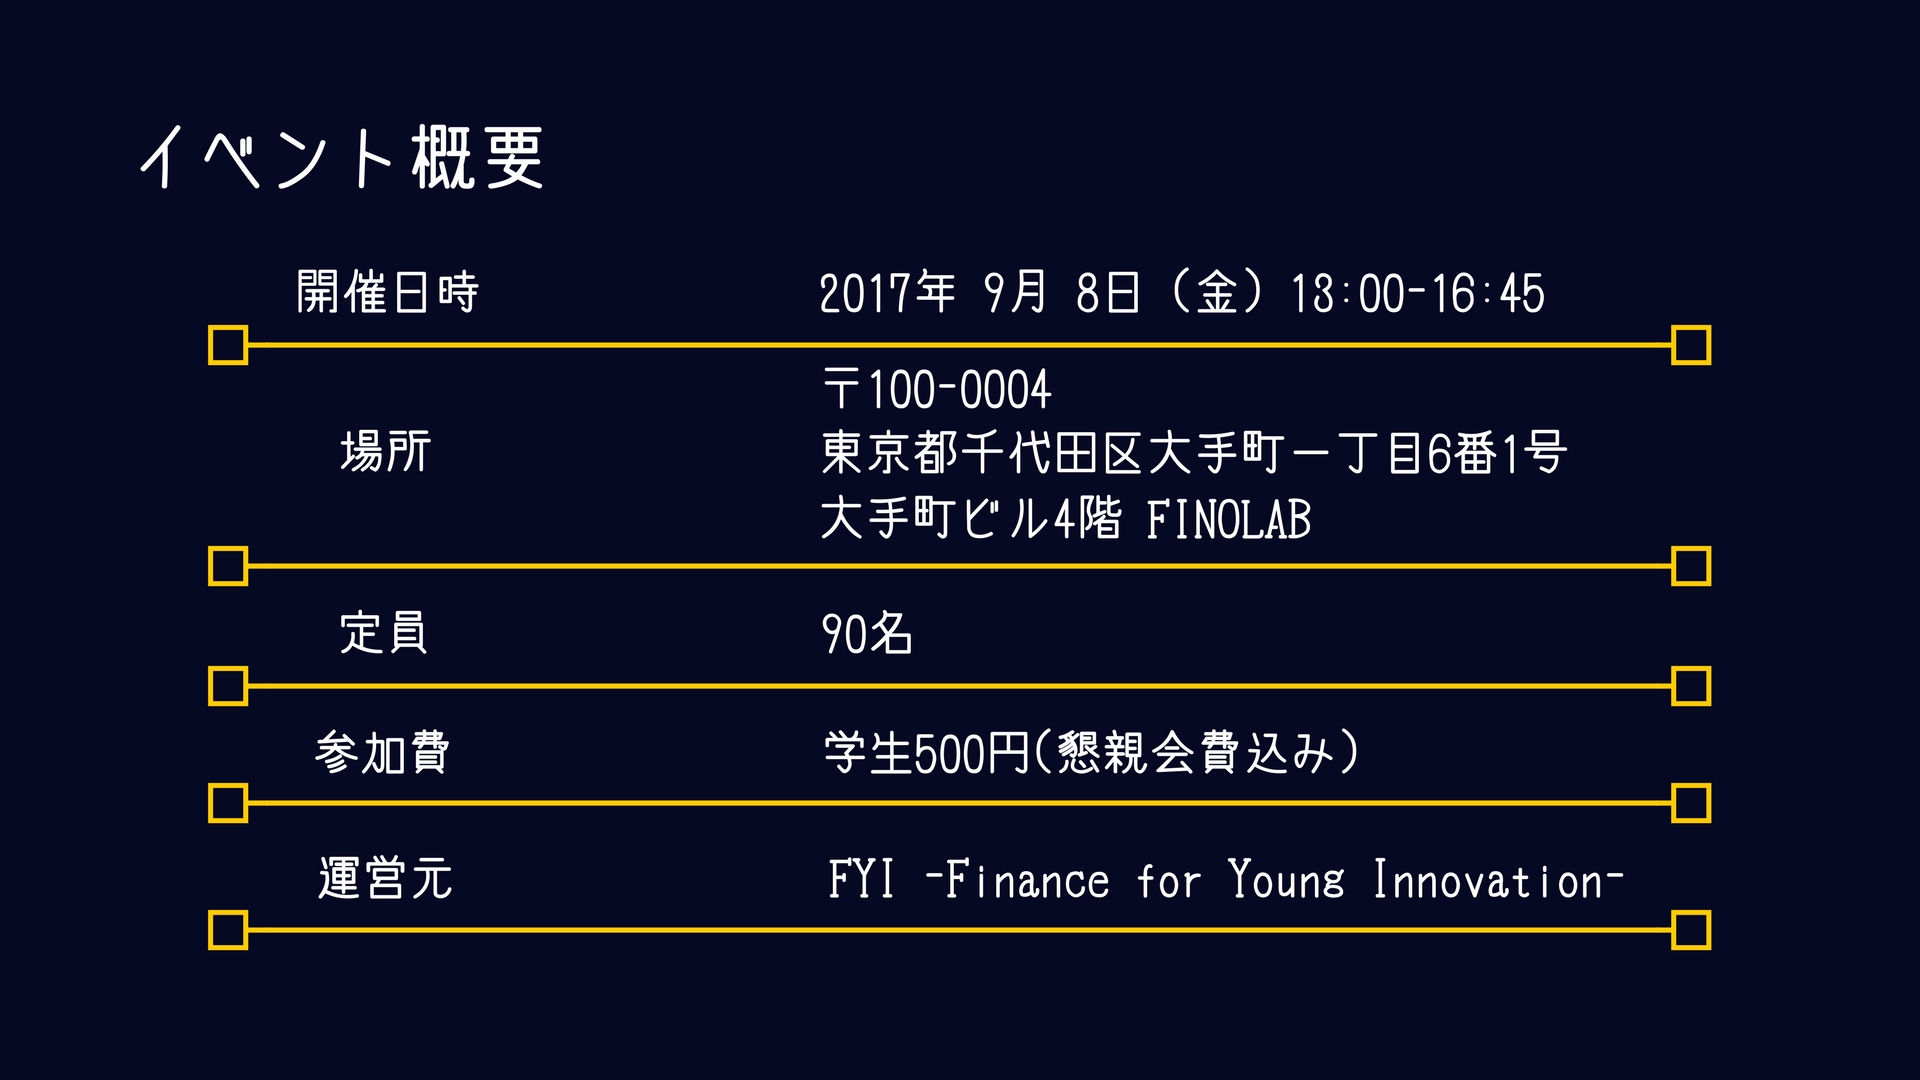 イベント概要
開催日時 2017年 9月 8日（金）13:00-16:45
〒100-0004
場所 東京都千代田区大手町一丁目6番1号
大手町ビル4階 FINOLAB
定員 90名
参加費 学生500円(懇親会費込み)
運営元 FYI -Finance for Young Innovation-